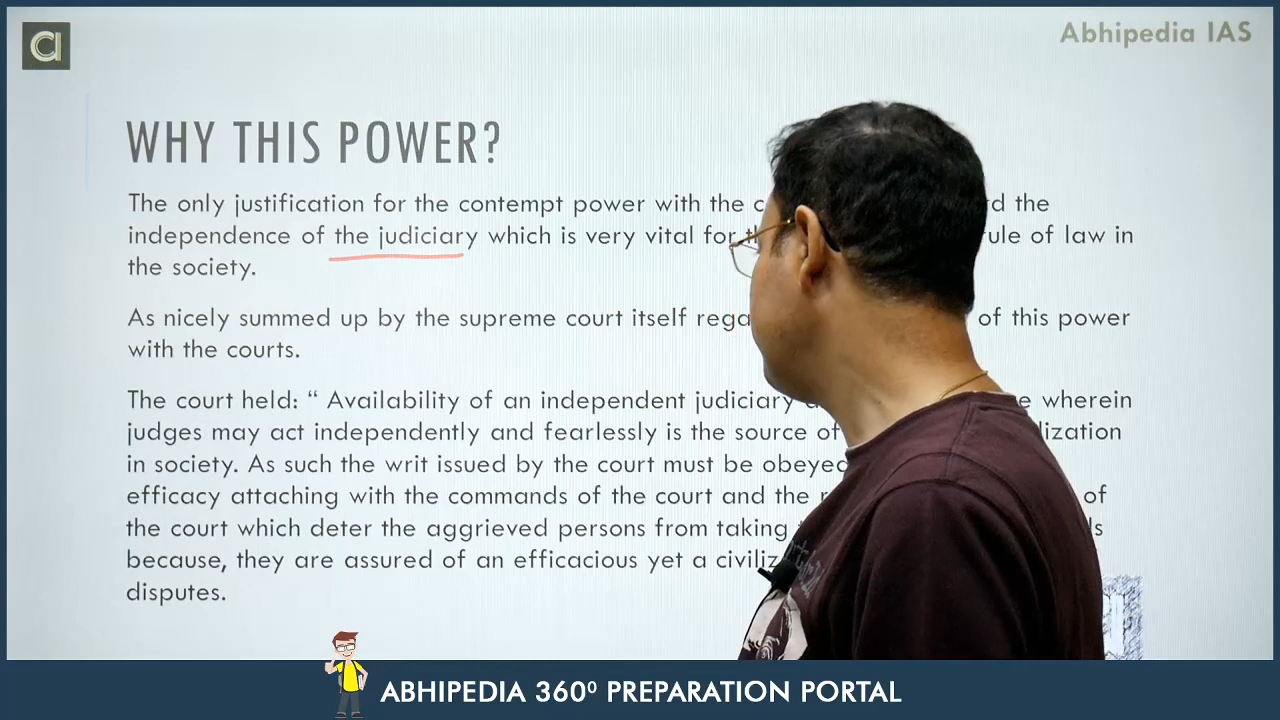 Abhipedia IAS
WHY THIS POWER?
The only justification for the contempt power with the the
independence of the judiciary which is very vital for rule of law in
the society.
As nicely summed up by the supreme court itself of this power
with the courts.
The court held: “ Availability of an independent judiciary wherein
judges may act independently and fearlessly is the source of
in society. As such the writ issued by the court must be obeyed
efficacy attaching with the commands of the court and the of
the court which deter the aggrieved persons from taking
because, they are assured of an efficacious yet a
disputes.
ABHIPEDIA 360⁰ PREPARATION PORTAL